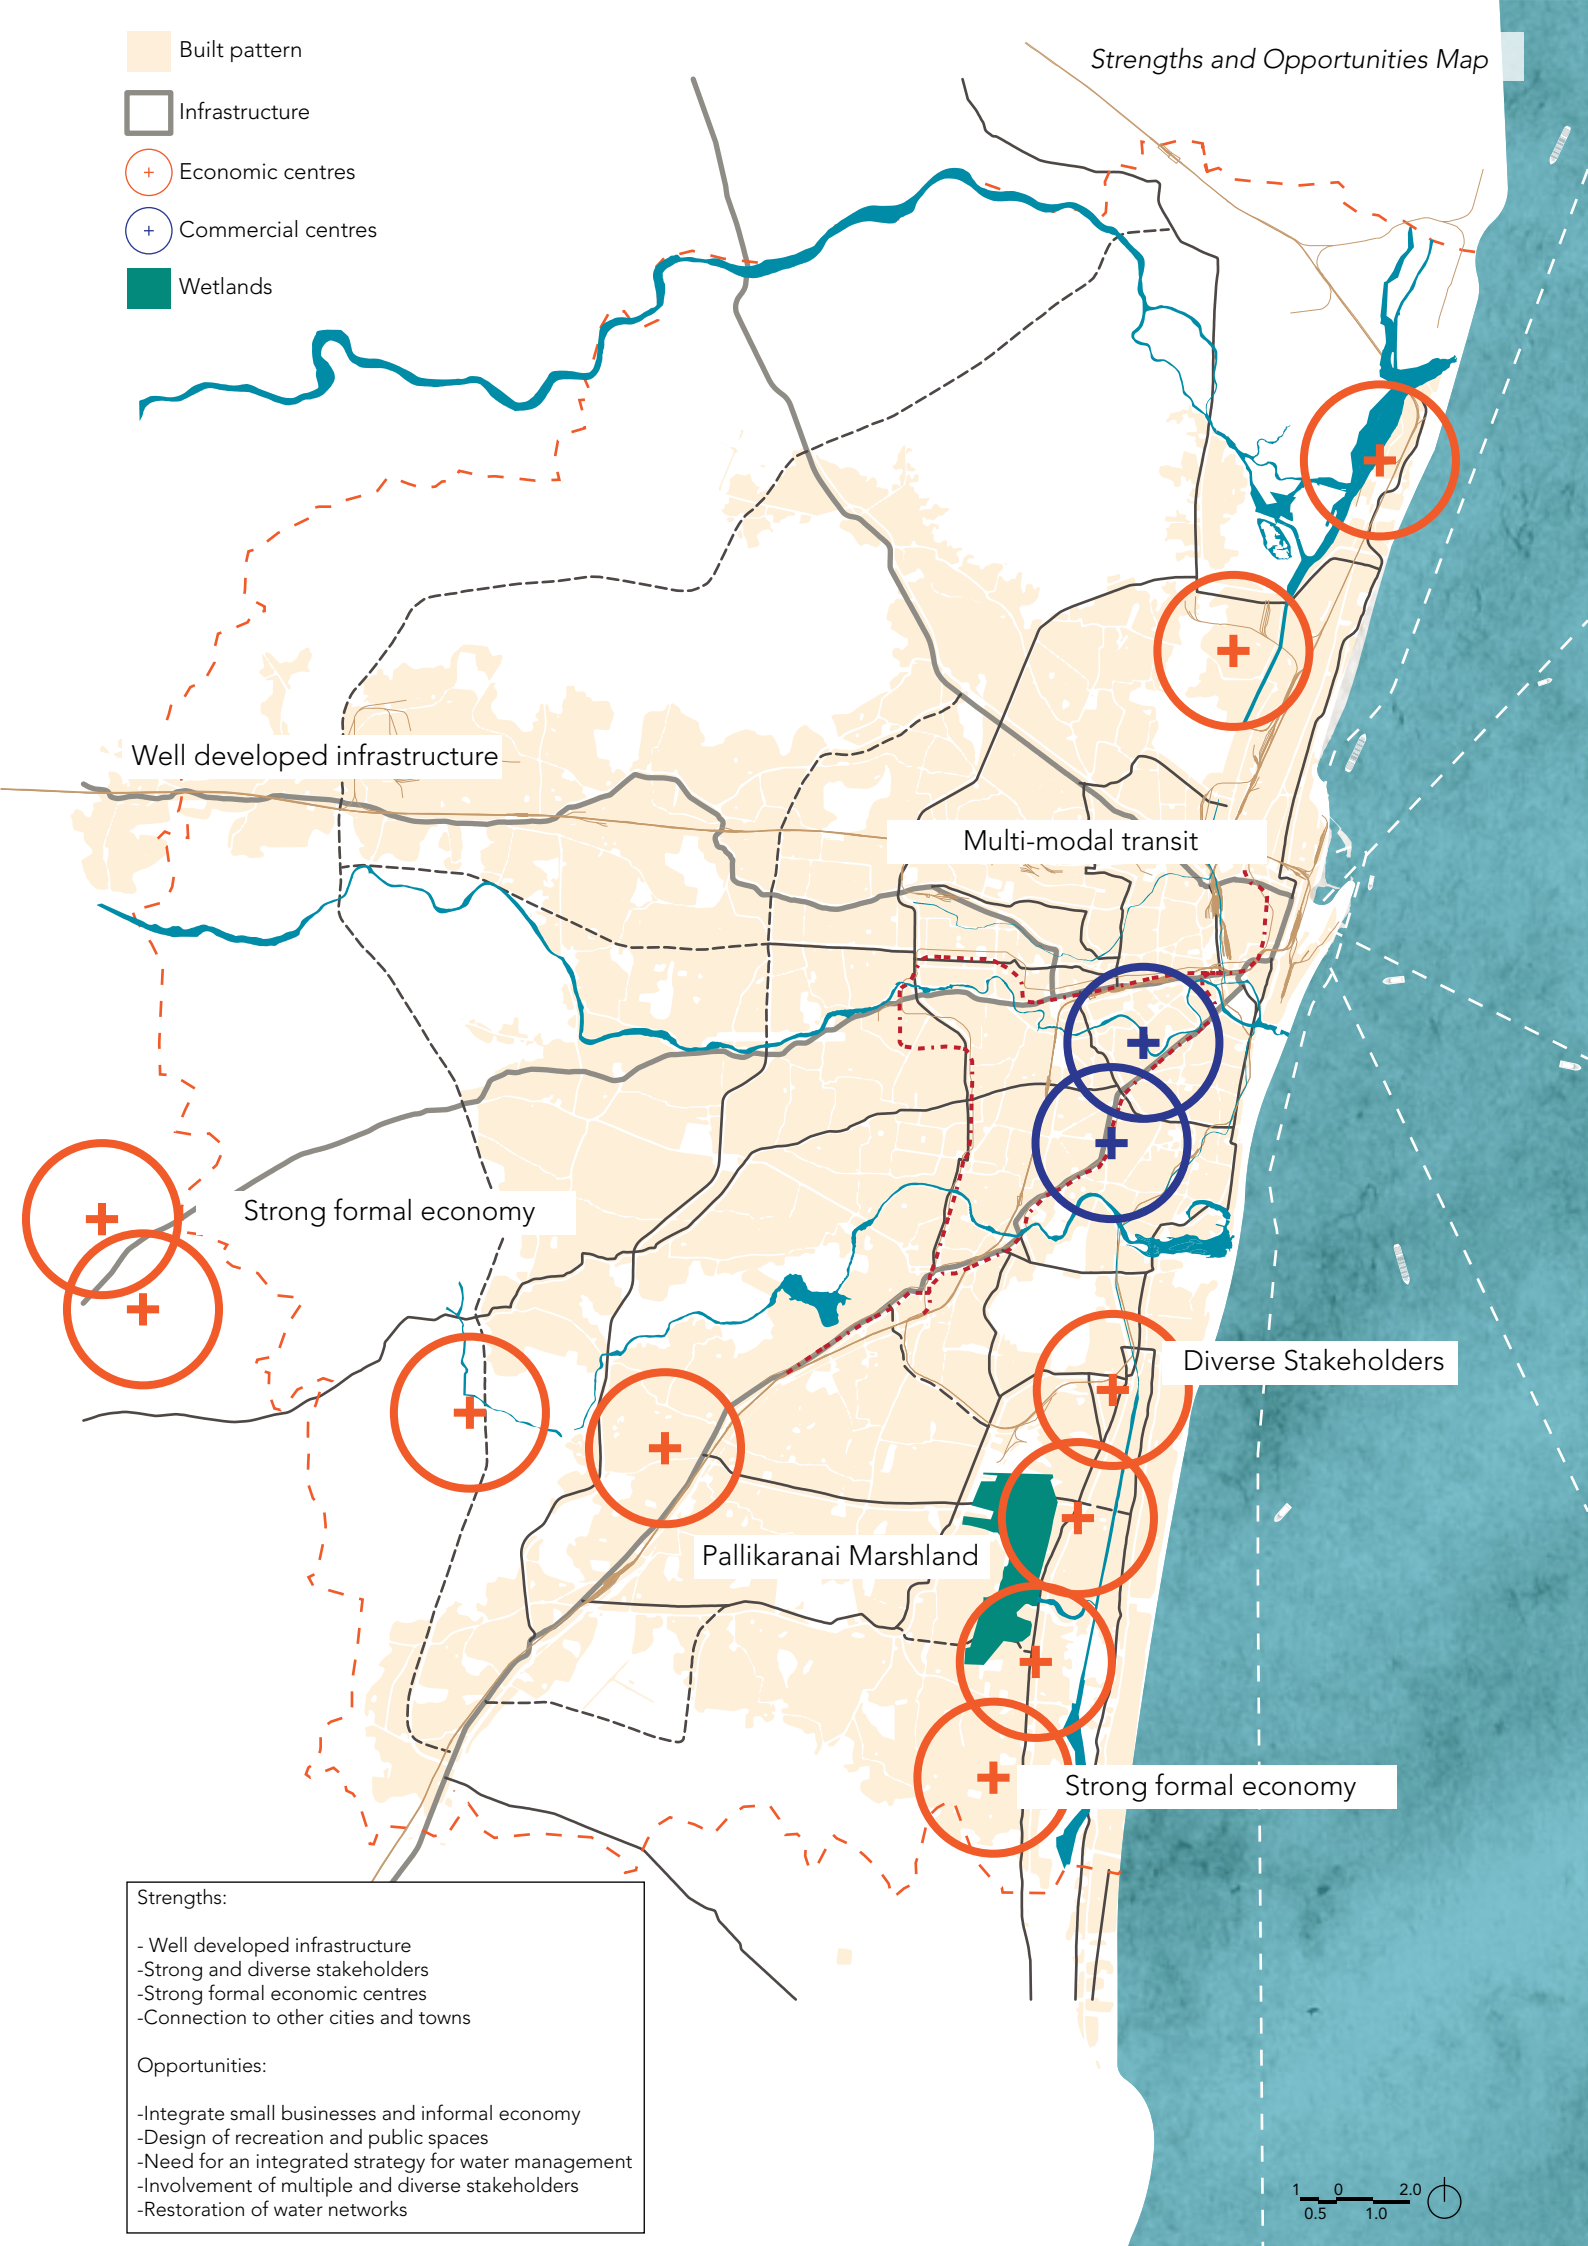 Built pattern
Infrastructure
Economic centres
Commercial centres
Wetlands
Strengths and Opportunities Map
Well developed infrastructure
Multi-modal transit
Strong formal economy
Diverse Stakeholders
Pallikaranai Marshland
Strong formal economy
Strengths:
- Well developed infrastructure
-Strong and diverse stakeholders
-Strong formal economic centres
-Connection to other cities and towns
Opportunities:
-Integrate small businesses and informal economy
-Design of recreation and public spaces
-Need for an integrated strategy for water management
-Involvement of multiple and diverse stakeholders
-Restoration of water networks
1 0 2.0
0.5 1.0